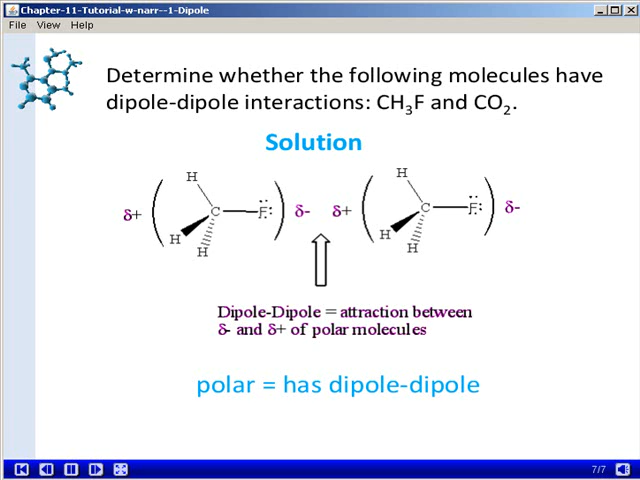 Chapter-11-Tutorial-w-narr--1-Dipole
File View Help
Determine whether the following molecules have
dipole-dipole interactions: CH3F and CO2.
Solution
H H
δ+ C F δ- δ+ C F δ-
H H
H H
Dipole-Dipole = attraction between
δ- and δ+ of polar molecules
polar = has dipole-dipole
7/7